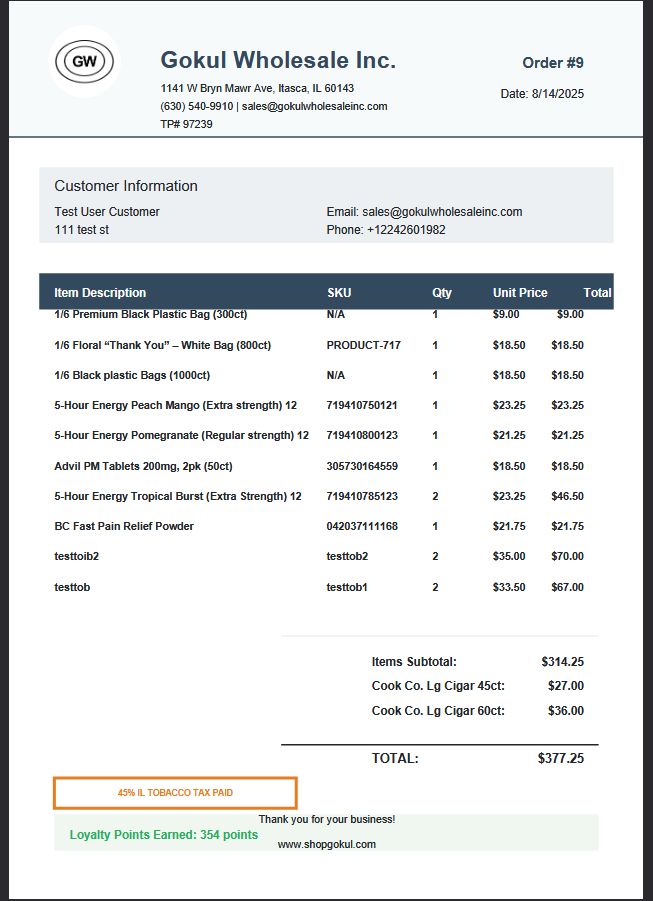 GW
Gokul Wholesale Inc.
Order #9
1141 W Bryn Mawr Ave, Itasca, IL 60143
Date: 8/14/2025
(630) 540-9910 | sales@gokulwholesaleinc.com
TP# 97239
Customer Information
Test User Customer Email: sales@gokulwholesaleinc.com
111 test st Phone: +12242601982
Item Description SKU Qty Unit Price Total
1/6 Premium Black Plastic Bag (300ct) N/A 1 $9.00 $9.00
1/6 Floral “Thank You” – White Bag (800ct) PRODUCT-717 1 $18.50 $18.50
1/6 Black plastic Bags (1000ct) N/A 1 $18.50 $18.50
5-Hour Energy Peach Mango (Extra strength) 12 719410750121 1 $23.25 $23.25
5-Hour Energy Pomegranate (Regular strength) 12 719410800123 1 $21.25 $21.25
Advil PM Tablets 200mg, 2pk (50ct) 305730164559 1 $18.50 $18.50
5-Hour Energy Tropical Burst (Extra Strength) 12 719410785123 2 $23.25 $46.50
BC Fast Pain Relief Powder 042037111168 1 $21.75 $21.75
testtoib2 testtob2 2 $35.00 $70.00
testtob testtob1 2 $33.50 $67.00
Items Subtotal: $314.25
Cook Co. Lg Cigar 45ct: $27.00
Cook Co. Lg Cigar 60ct: $36.00
TOTAL: $377.25
45% IL TOBACCO TAX PAID
Thank you for your business!
Loyalty Points Earned: 354 points
www.shopgokul.com